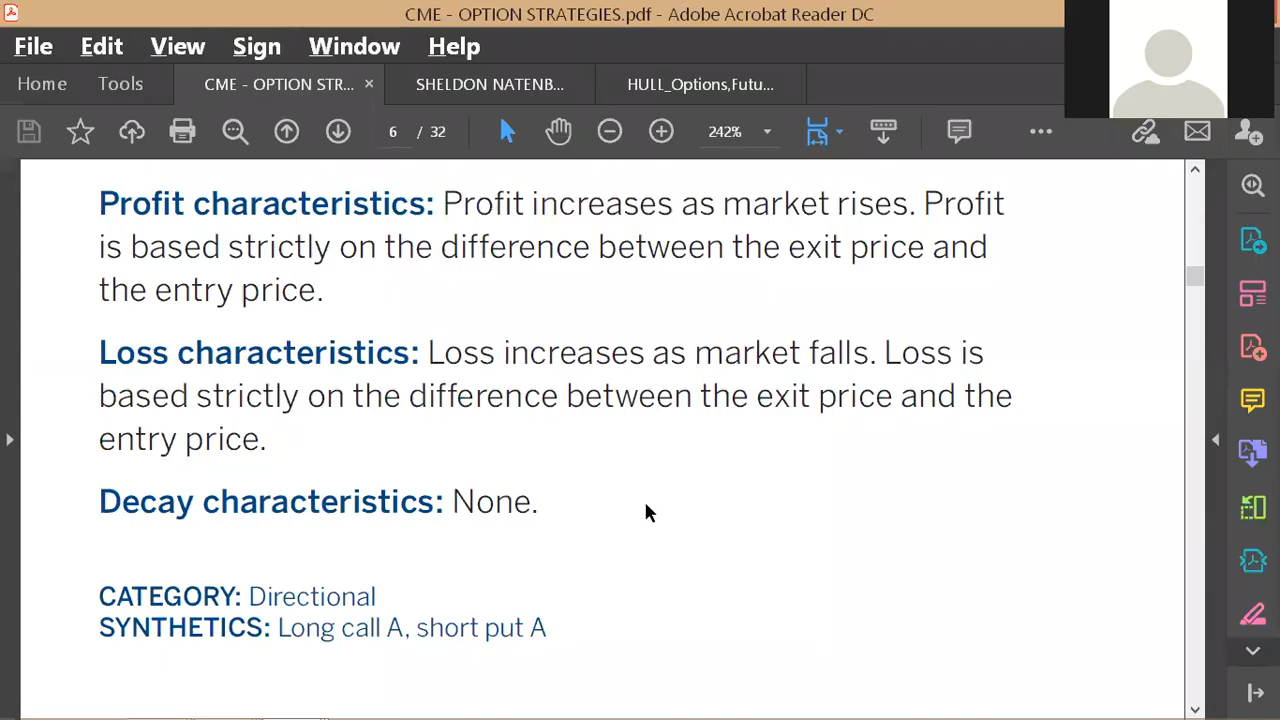 CME - OPTION STRATEGIES.pdf - Adobe Acrobat Reader DC
File Edit View Sign Window Help
Home Tools CME - OPTION STR... × SHELDON NATENB... HULL_Options,Futu...
6 / 32 242%
Profit characteristics: Profit increases as market rises. Profit
is based strictly on the difference between the exit price and
the entry price.
Loss characteristics: Loss increases as market falls. Loss is
based strictly on the difference between the exit price and the
entry price.
Decay characteristics: None.
CATEGORY: Directional
SYNTHETICS: Long call A, short put A